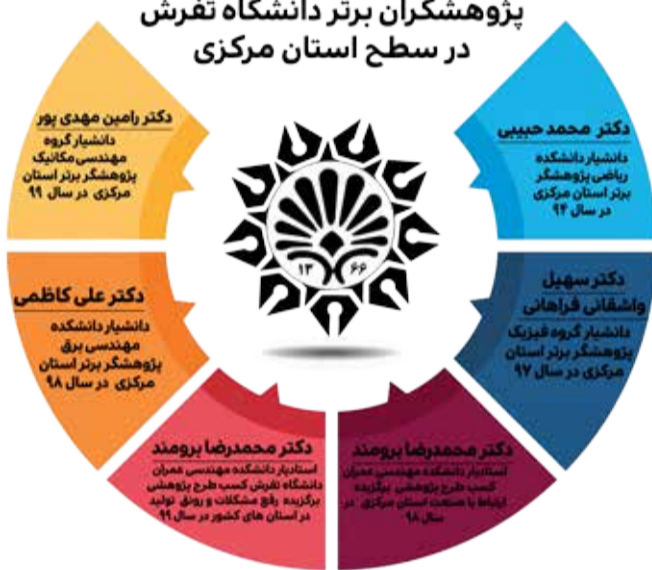 پژوهشگران برتر دانشگاه تفرش
در سطح استان مرکزی
دکتر محمد حبیبی
دانشیار دانشکده
ریاضی پژوهشگر
برتر استان مرکزی
در سال ۹۴
دکتر سهیل
واشقانی فراهانی
دانشیار گروه فیزیک
پژوهشگر برتر استان
مرکزی در سال ۹۷
دکتر محمدرضا برومند
استادیار دانشکده مهندسی عمران
کسب طرح پژوهشی برگزیده
ارتباط با صنعت استان مرکزی در
سال ۹۸
دکتر محمدرضا برومند
استادیار دانشکده مهندسی عمران
دانشگاه تفرش کسب طرح پژوهشی
برگزیده رفع مشکلات و رونق تولید
در استان های کشور در سال ۹۹
دکتر علی کاظمی
دانشیار دانشکده
مهندسی برق
پژوهشگر برتر استان
مرکزی در سال ۹۸
دکتر رامین مهدی پور
دانشیار گروه
مهندسی مکانیک
پژوهشگر برتر استان
مرکزی در سال ۹۹
۱۳ ۶۶